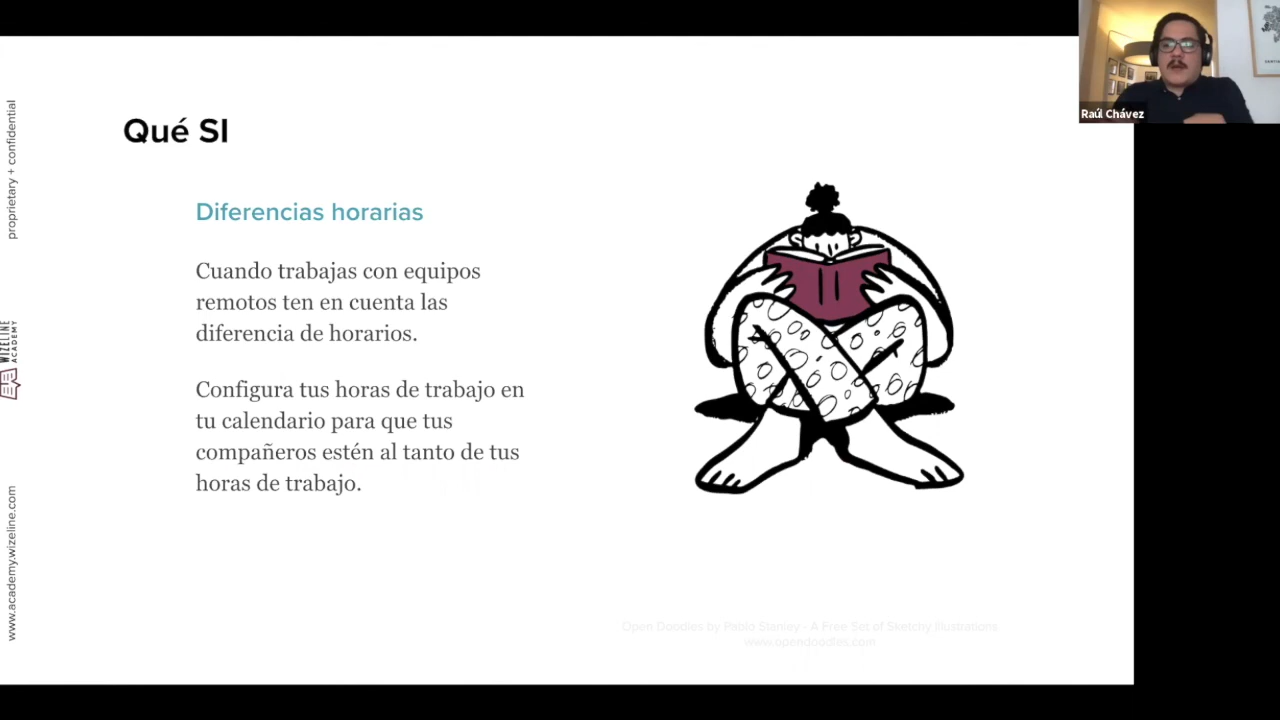 Raúl Chávez
proprietary + confidential
WIZELINE
ACADEMY
www.academy.wizeline.com
Qué SI
Diferencias horarias
Cuando trabajas con equipos
remotos ten en cuenta las
diferencia de horarios.
Configura tus horas de trabajo en
tu calendario para que tus
compañeros estén al tanto de tus
horas de trabajo.
Open Doodles by Pablo Stanley - A Free Set of Sketchy Illustrations
www.opendoodles.com